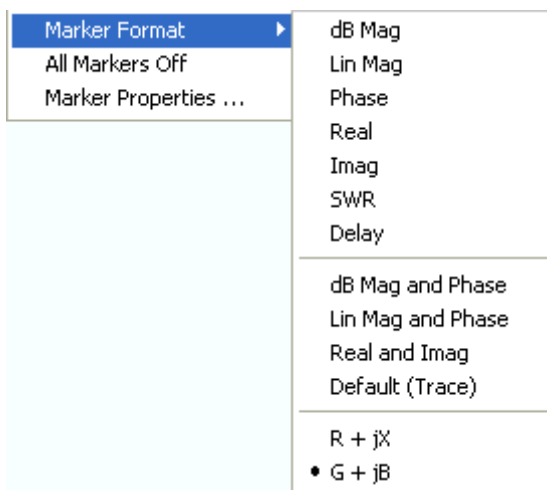 Marker Format
All Markers Off
Marker Properties ...
dB Mag
Lin Mag
Phase
Real
Imag
SWR
Delay
dB Mag and Phase
Lin Mag and Phase
Real and Imag
Default (Trace)
R + jX
• G + jB